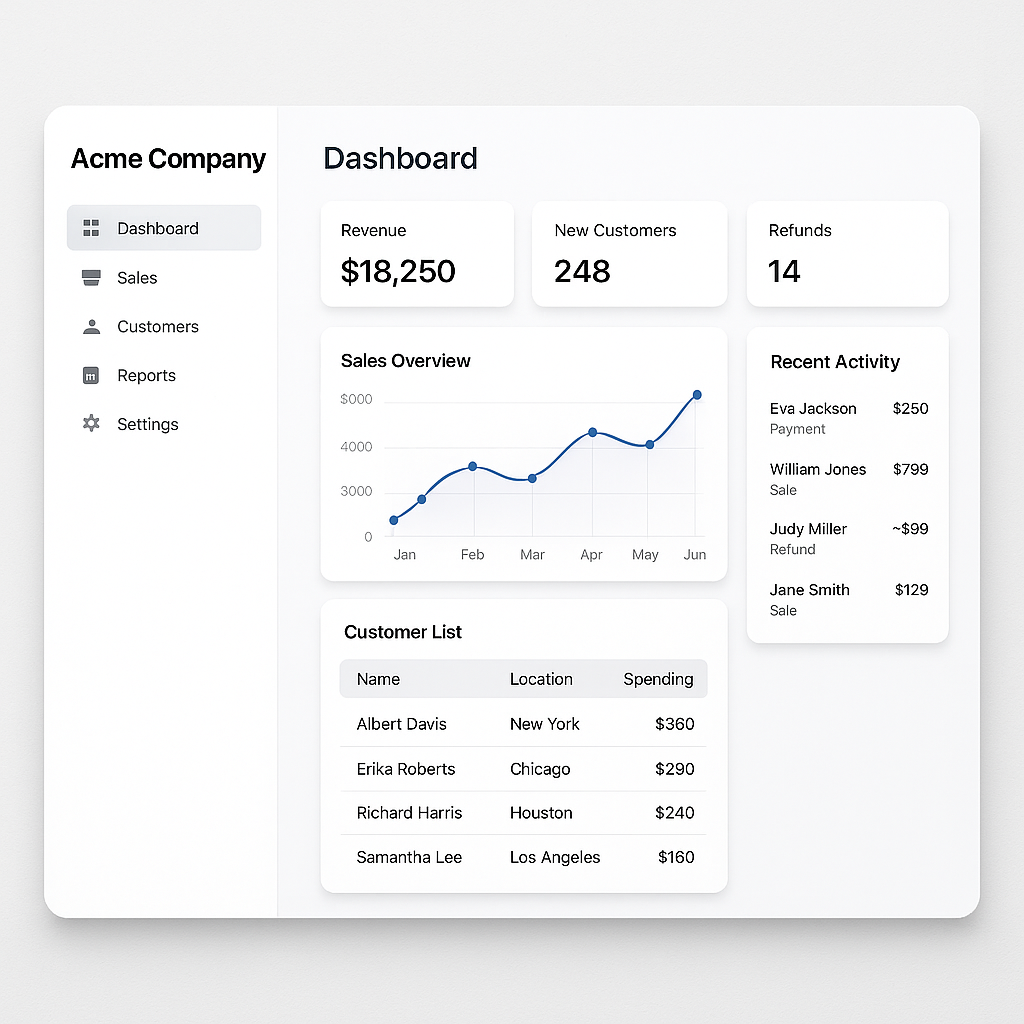 Acme Company
Dashboard
Sales
Customers
Reports
Settings
Dashboard
Revenue
$18,250
New Customers
248
Refunds
14
Sales Overview
$000
4000
3000
0
Jan Feb Mar Apr May Jun
Recent Activity
Eva Jackson $250
Payment
William Jones $799
Sale
Judy Miller ~$99
Refund
Jane Smith $129
Sale
Customer List
Name Location Spending
Albert Davis New York $360
Erika Roberts Chicago $290
Richard Harris Houston $240
Samantha Lee Los Angeles $160